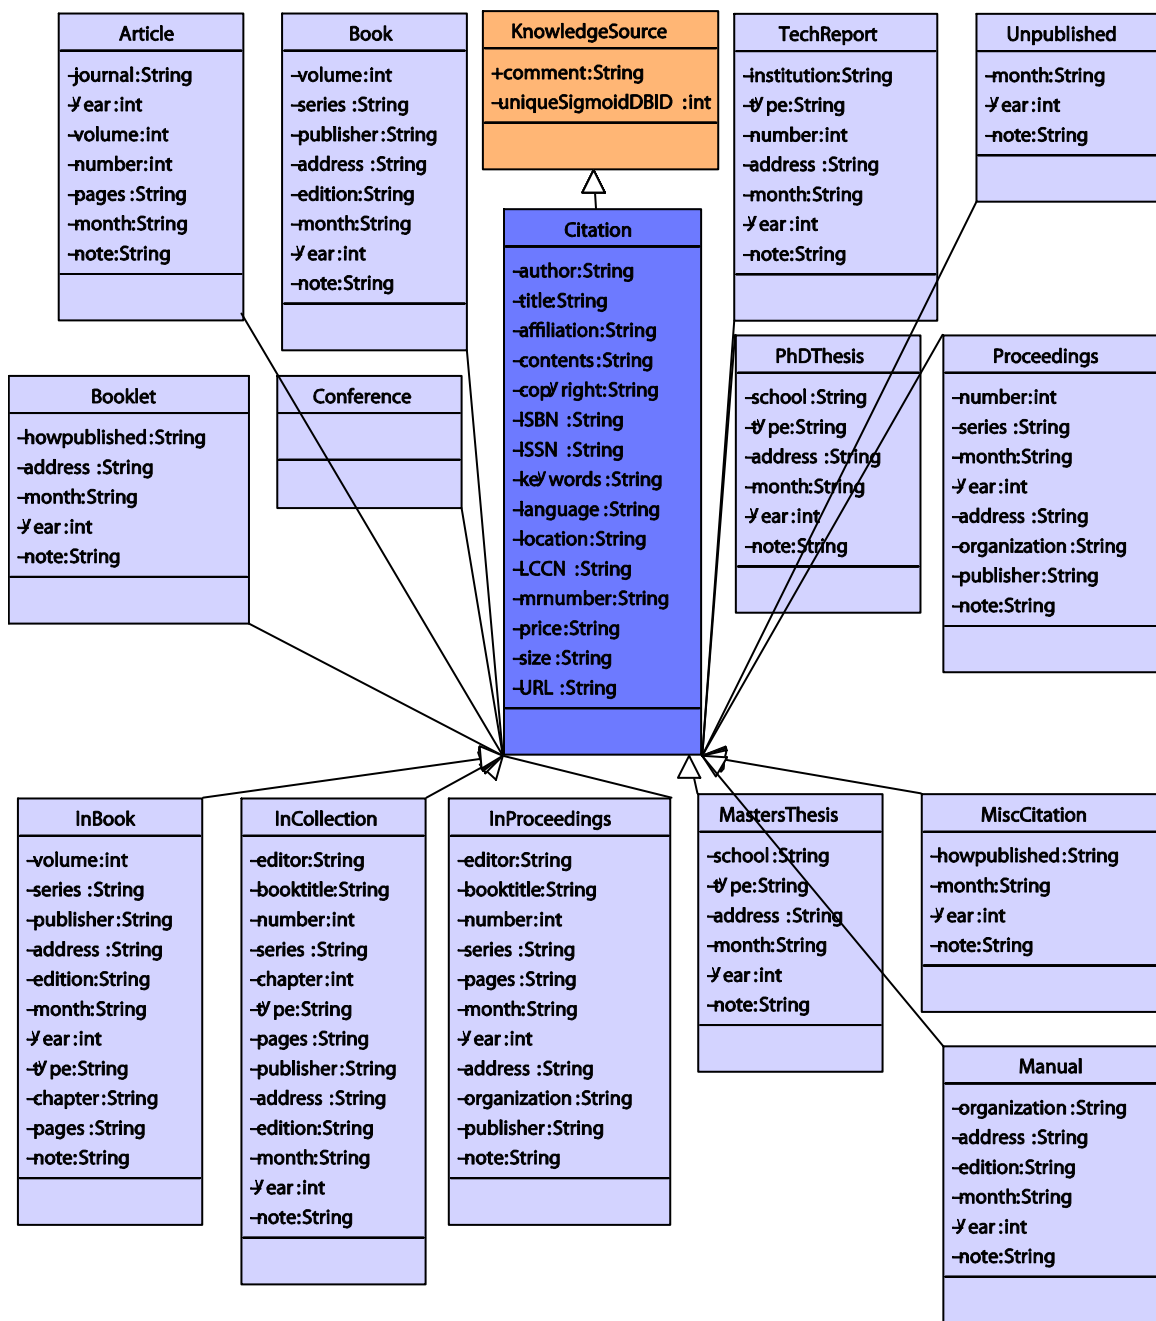 Article
-journal:String
-year:int
-volume:int
-number:int
-pages:String
-month:String
-note:String
Book
-volume:int
-series:String
-publisher:String
-address:String
-edition:String
-month:String
-year:int
-note:String
KnowledgeSource
+comment:String
-uniqueSigmoidDBID:int
TechReport
-institution:String
-type:String
-number:int
-address:String
-month:String
-year:int
-note:String
Unpublished
-month:String
-year:int
-note:String
Citation
-author:String
-title:String
-affiliation:String
-contents:String
-copyright:String
-ISBN:String
-ISSN:String
-keywords:String
-language:String
-location:String
-LCCN:String
-mrnumber:String
-price:String
-size:String
-URL:String
Booklet
-howpublished:String
-address:String
-month:String
-year:int
-note:String
Conference
PhDThesis
-school:String
-type:String
-address:String
-month:String
-year:int
-note:String
Proceedings
-number:int
-series:String
-month:String
-year:int
-address:String
-organization:String
-publisher:String
-note:String
InBook
-volume:int
-series:String
-publisher:String
-address:String
-edition:String
-month:String
-year:int
-type:String
-chapter:String
-pages:String
-note:String
InCollection
-editor:String
-booktitle:String
-number:int
-series:String
-chapter:int
-type:String
-pages:String
-publisher:String
-address:String
-edition:String
-month:String
-year:int
-note:String
InProceedings
-editor:String
-booktitle:String
-number:int
-series:String
-pages:String
-month:String
-year:int
-address:String
-organization:String
-publisher:String
-note:String
MastersThesis
-school:String
-type:String
-address:String
-month:String
-year:int
-note:String
MiscCitation
-howpublished:String
-month:String
-year:int
-note:String
Manual
-organization:String
-address:String
-edition:String
-month:String
-year:int
-note:String